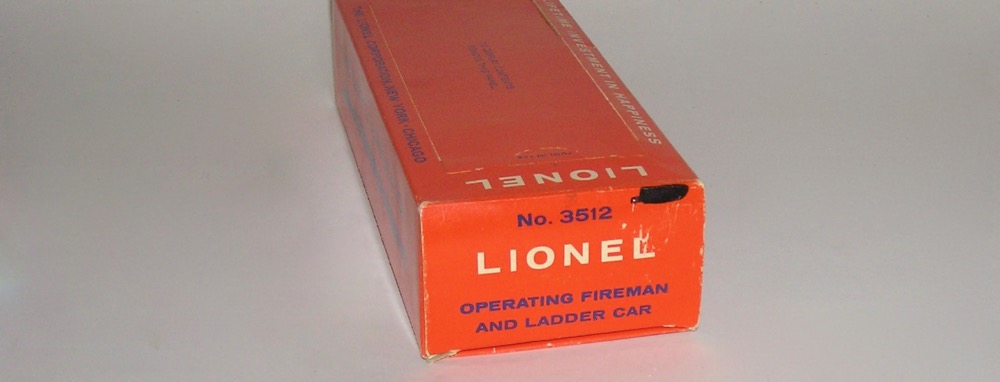 No. 3512
LIONEL
OPERATING FIREMAN
AND LADDER CAR
LIONEL
THE LIONEL CORPORATION, NEW YORK • CHICAGO
LIFETIME INVESTMENT IN HAPPINESS